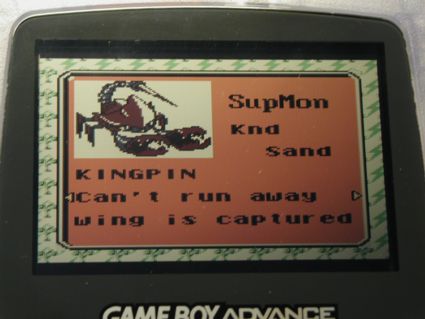 SupMon
Knd
Sand
KINGPIN
Can't run away
Wing is captured
GAME BOY ADVANCE